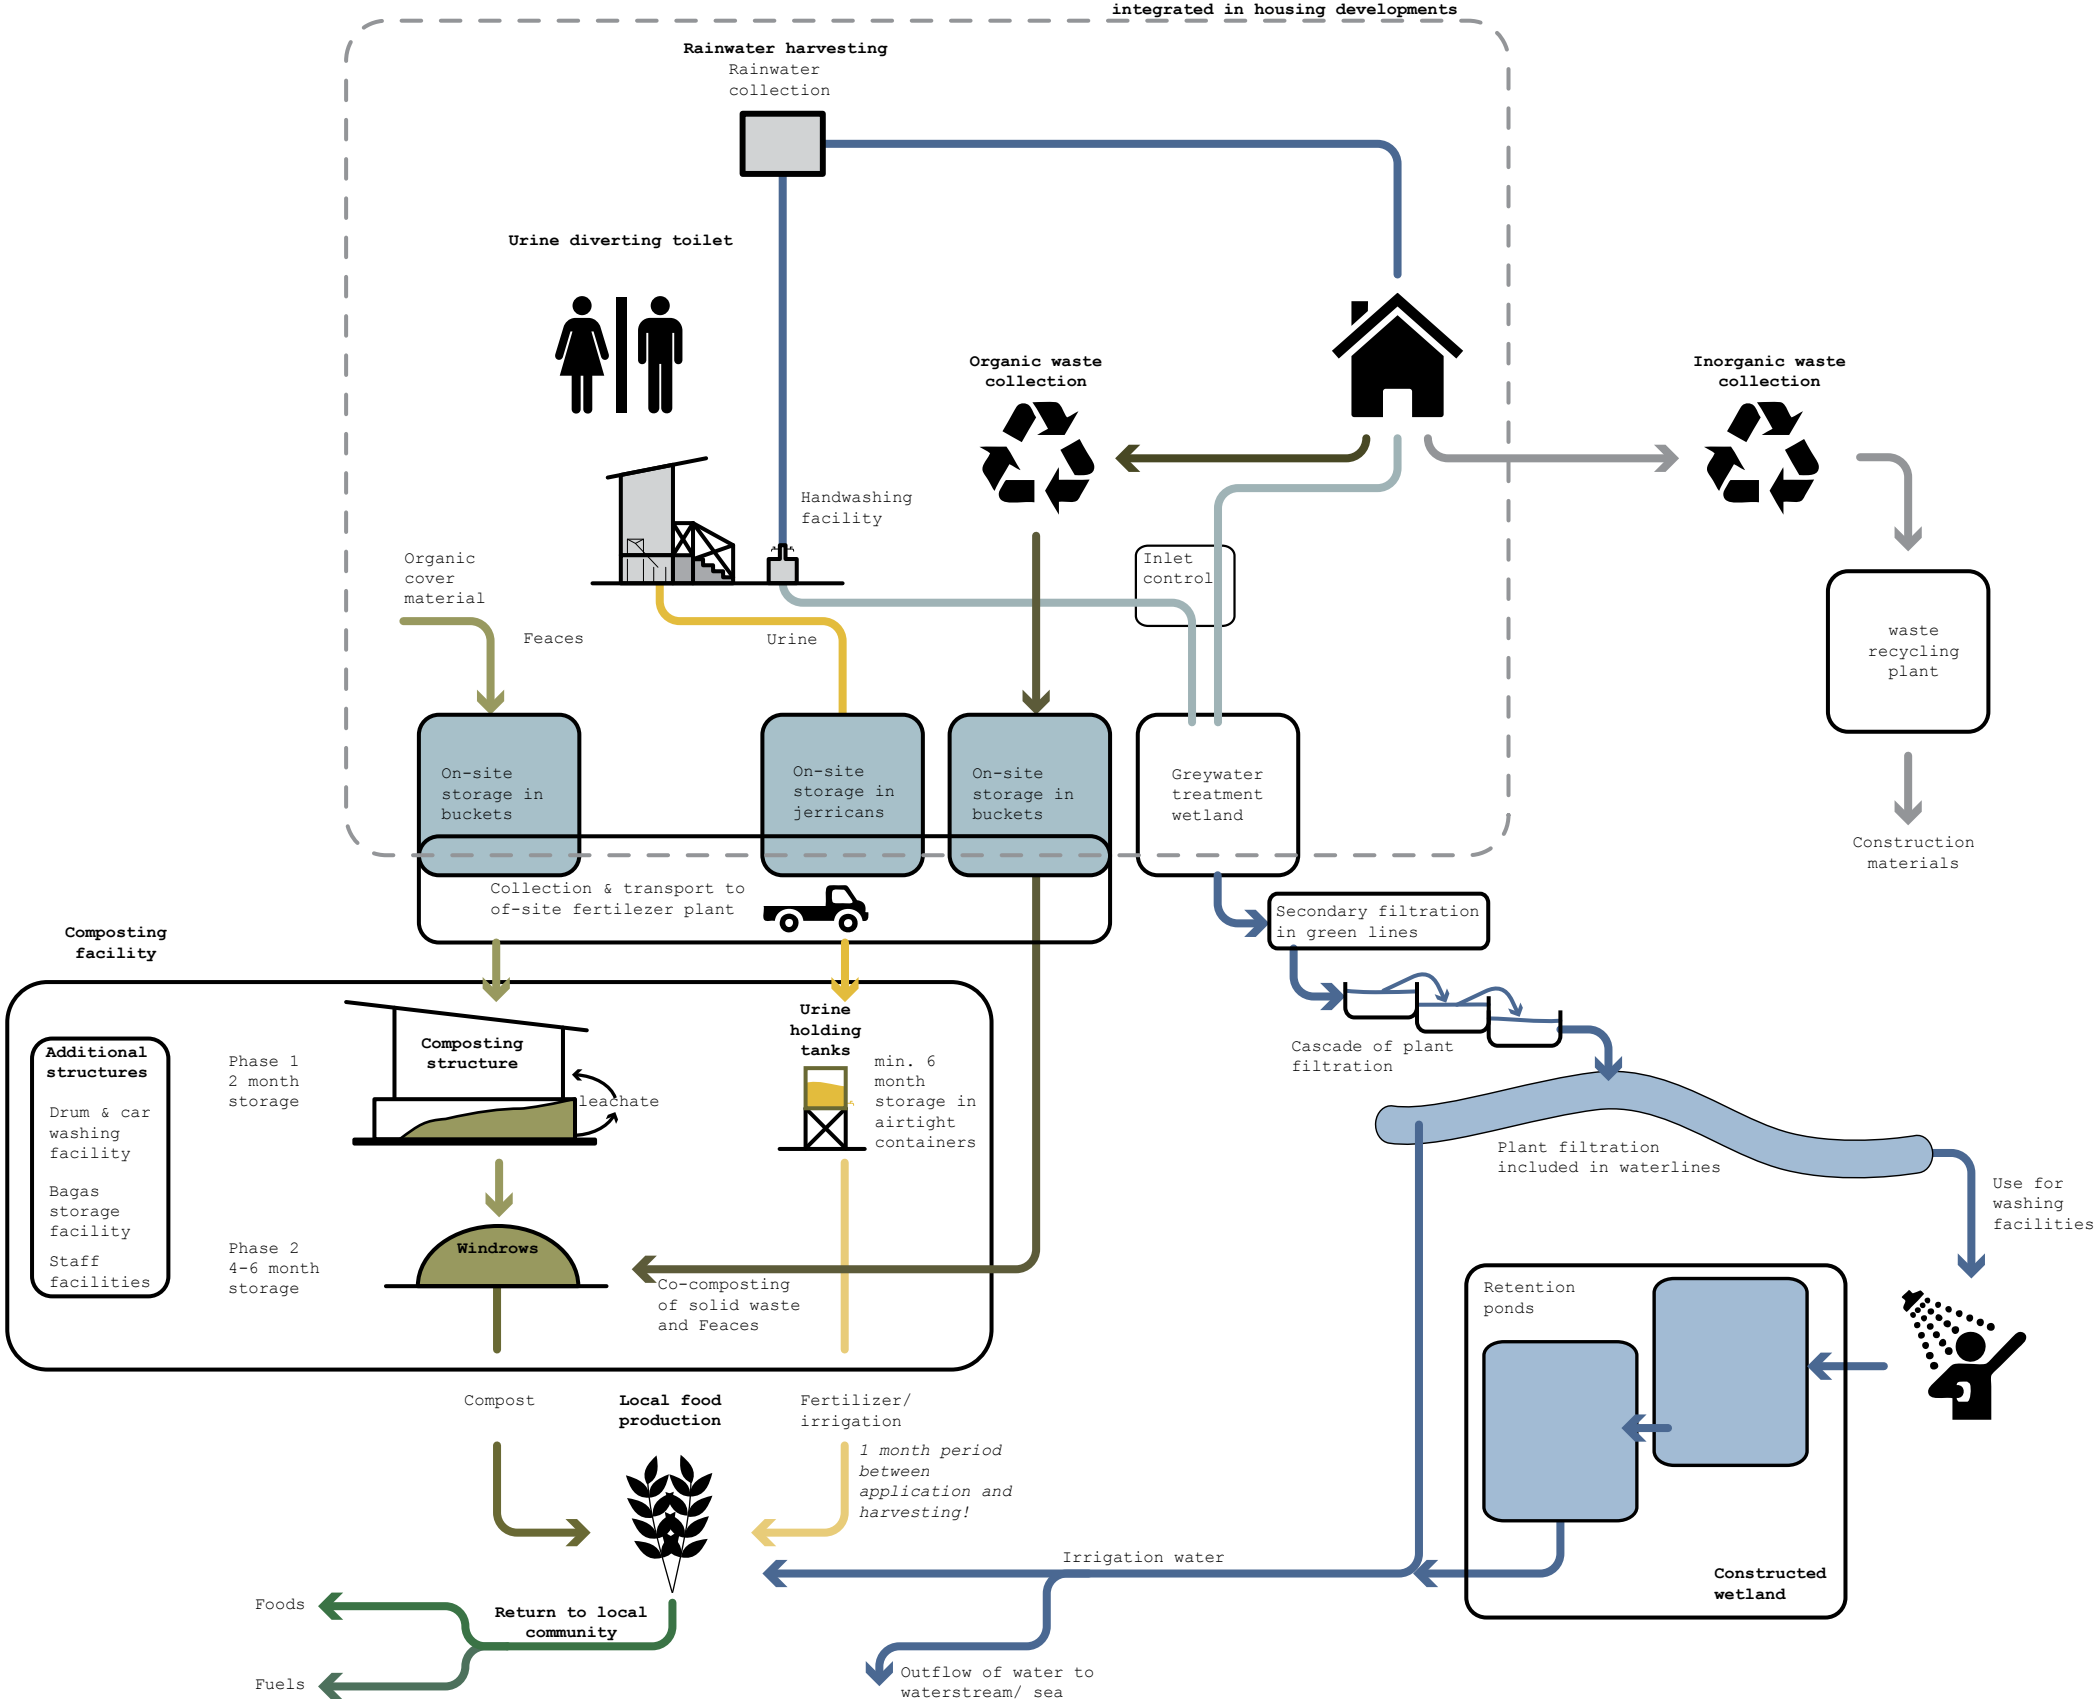 integrated in housing developments
Rainwater harvesting
Rainwater
collection
Urine diverting toilet
Organic waste
collection
Inorganic waste
collection
Handwashing
facility
Organic
cover
material
Inlet
control
Feaces
Urine
waste
recycling
plant
On-site
storage in
buckets
On-site
storage in
jerricans
On-site
storage in
buckets
Greywater
treatment
wetland
Construction
materials
Collection & transport to
of-site fertilezer plant
Secondary filtration
in green lines
Composting
facility
Additional
structures
Drum & car
washing
facility
Bagas
storage
facility
Staff
facilities
Phase 1
2 month
storage
Composting
structure
leachate
Urine
holding
tanks
min. 6
month
storage in
airtight
containers
Cascade of plant
filtration
Plant filtration
included in waterlines
Use for
washing
facilities
Phase 2
4-6 month
storage
Windrows
Co-composting
of solid waste
and Feaces
Retention
ponds
Compost
Local food
production
Fertilizer/
irrigation
1 month period
between
application and
harvesting!
Irrigation water
Constructed
wetland
Foods
Return to local
community
Fuels
Outflow of water to
waterstream/ sea